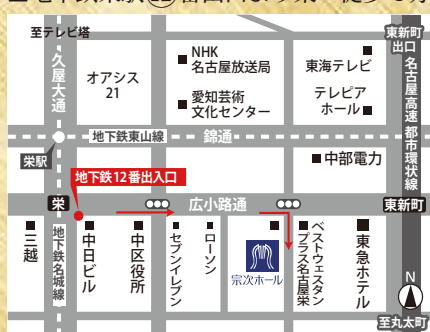 至テレビ塔
久屋大通
オアシス
21
NHK
名古屋放送局
愛知芸術
文化センター
東海テレビ
テレピア
ホール
東新町
出口
名古屋高速 都市環状線
地下鉄東山線
錦通
栄駅
中部電力
地下鉄12番出入口
栄
広小路通
東新町
三越
地下鉄名城線
中日ビル
中区役所
セブンイレブン
ローソン
宗次ホール
ベストウェスタン
プラス名古屋栄
東急ホテル
N
至丸太町